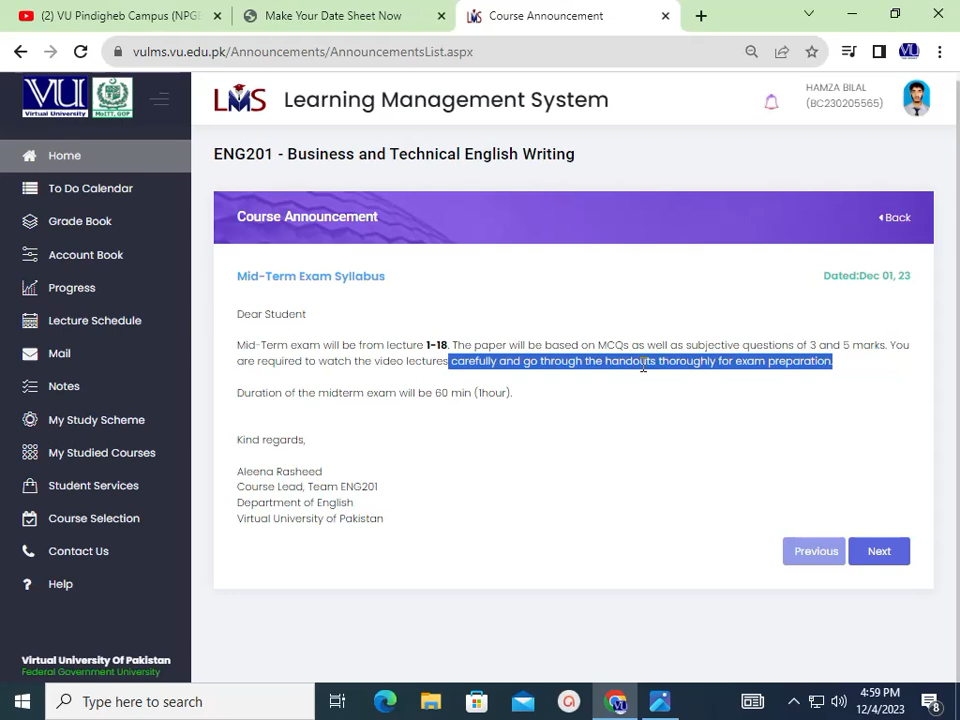 (2) VU Pindigheb Campus (NPGE
Make Your Date Sheet Now
Course Announcement
vulms.vu.edu.pk/Announcements/AnnouncementsList.aspx
VU
Virtual University
MoITT, GOP
LMS
Learning Management System
HAMZA BILAL
(BC230205565)
Home
To Do Calendar
Grade Book
Account Book
Progress
Lecture Schedule
Mail
Notes
My Study Scheme
My Studied Courses
Student Services
Course Selection
Contact Us
Help
Virtual University Of Pakistan
Federal Government University
ENG201 - Business and Technical English Writing
Course Announcement
Back
Mid-Term Exam Syllabus
Dated:Dec 01, 23
Dear Student
Mid-Term exam will be from lecture 1-18. The paper will be based on MCQs as well as subjective questions of 3 and 5 marks. You
are required to watch the video lectures carefully and go through the handouts thoroughly for exam preparation.
Duration of the midterm exam will be 60 min (1hour).
Kind regards,
Aleena Rasheed
Course Lead, Team ENG201
Department of English
Virtual University of Pakistan
Previous
Next
Type here to search
4:59 PM
12/4/2023
8